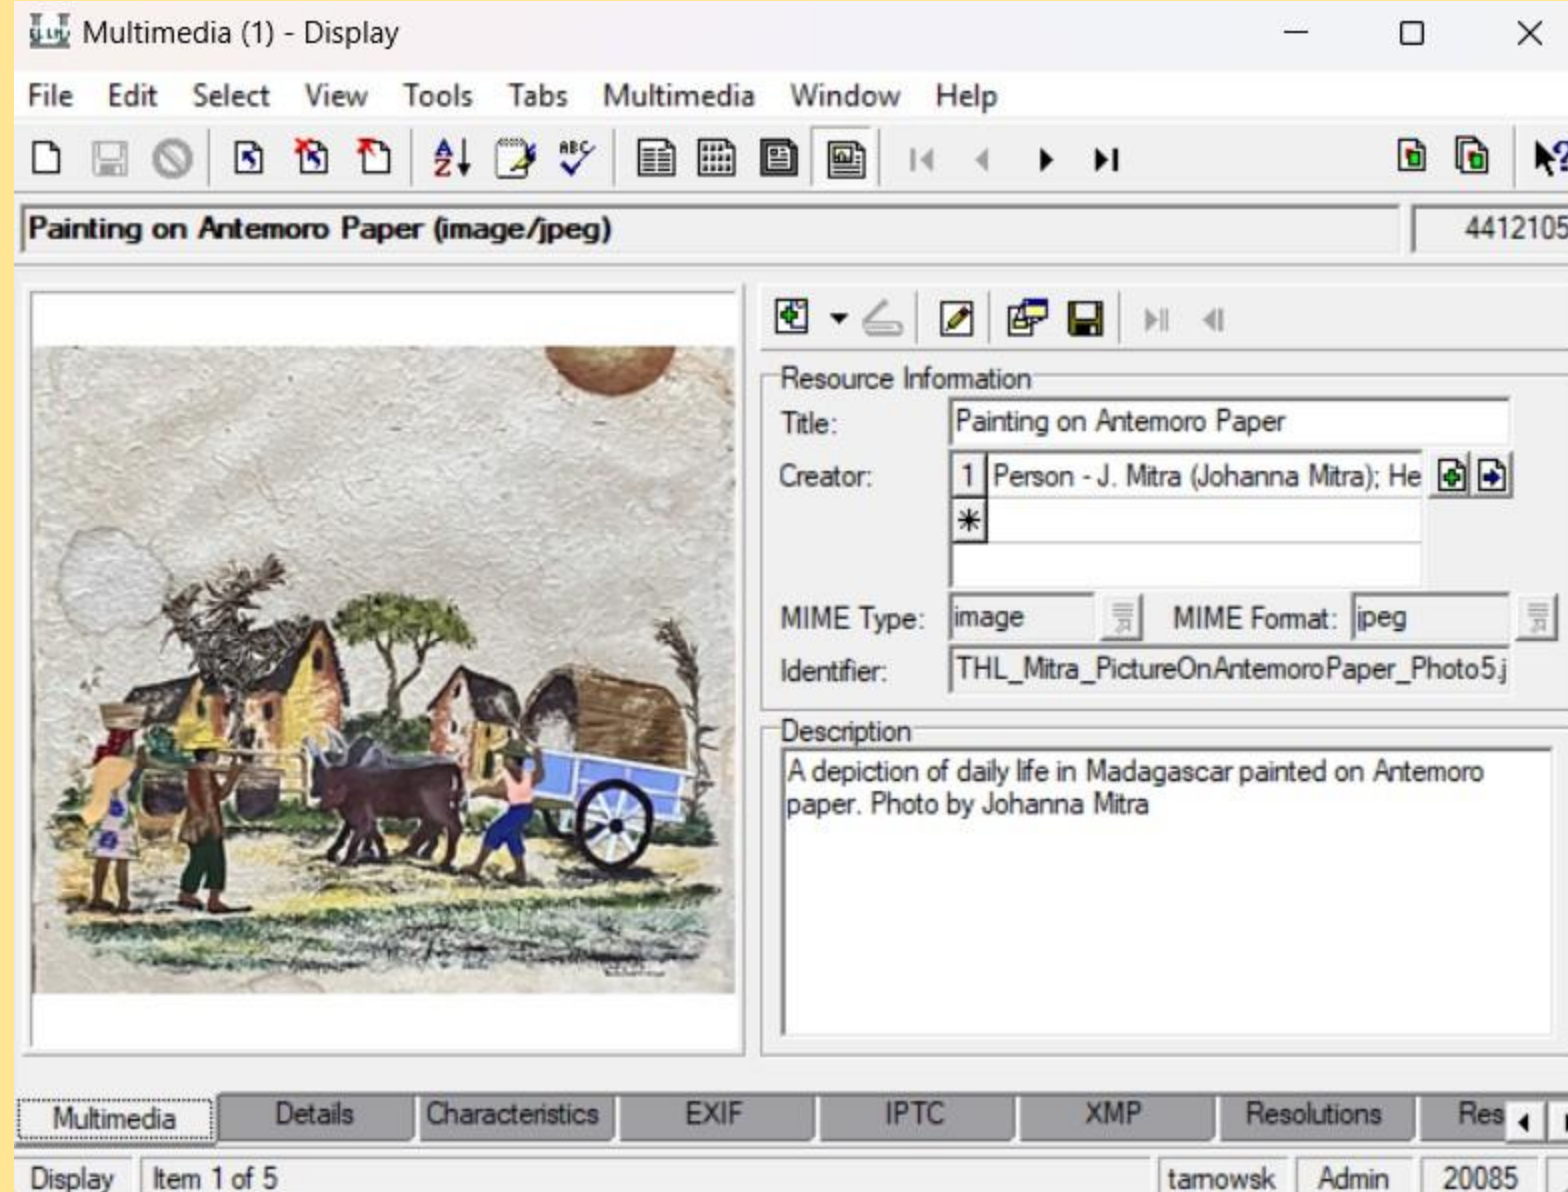 Multimedia (1) - Display
File Edit Select View Tools Tabs Multimedia Window Help
Painting on Antemoro Paper (image/jpeg)
4412105
Resource Information
Title: Painting on Antemoro Paper
Creator: 1 Person - J. Mitra (Johanna Mitra); He
MIME Type: image MIME Format: jpeg
Identifier: THL_Mitra_PictureOnAntemoroPaper_Photo5.j
Description
A depiction of daily life in Madagascar painted on Antemoro
paper. Photo by Johanna Mitra
Multimedia Details Characteristics EXIF IPTC XMP Resolutions Res
Display Item 1 of 5 tarnowsk Admin 20085